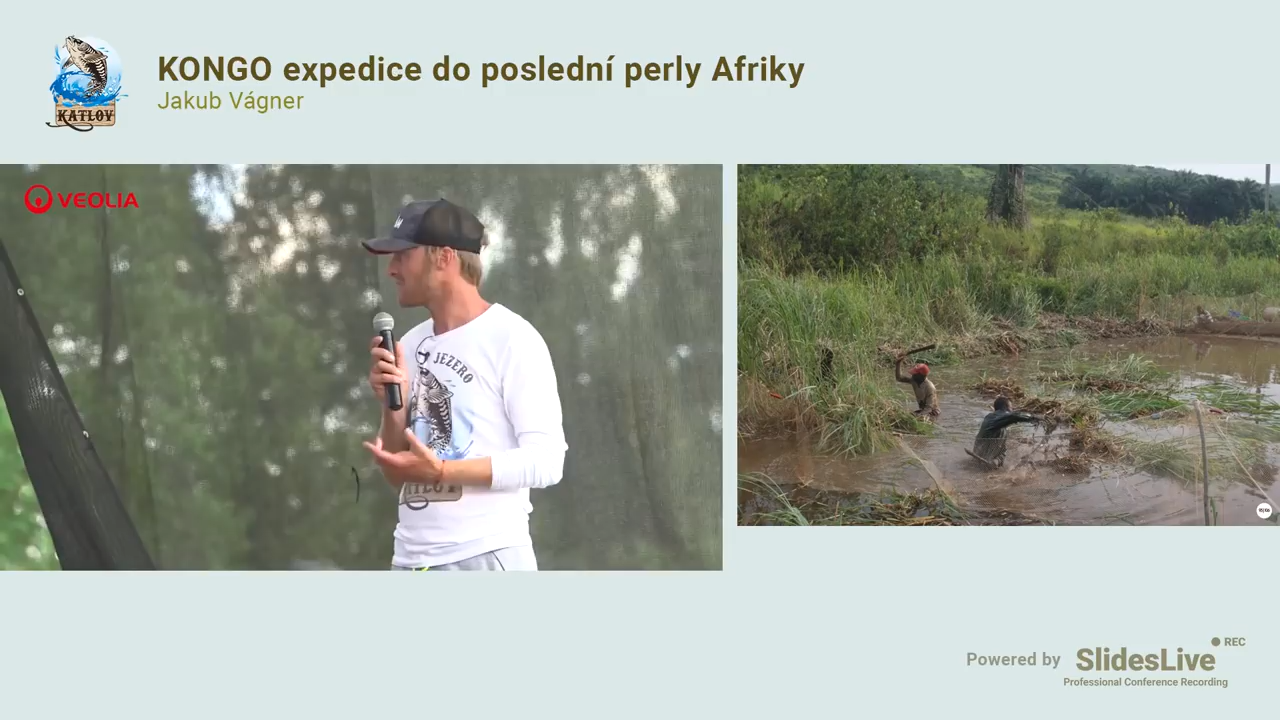 KONGO expedice do poslední perly Afriky
Jakub Vágner
KATLOV
VEOLIA
JEZERO
Powered by SlidesLive
REC
Professional Conference Recording